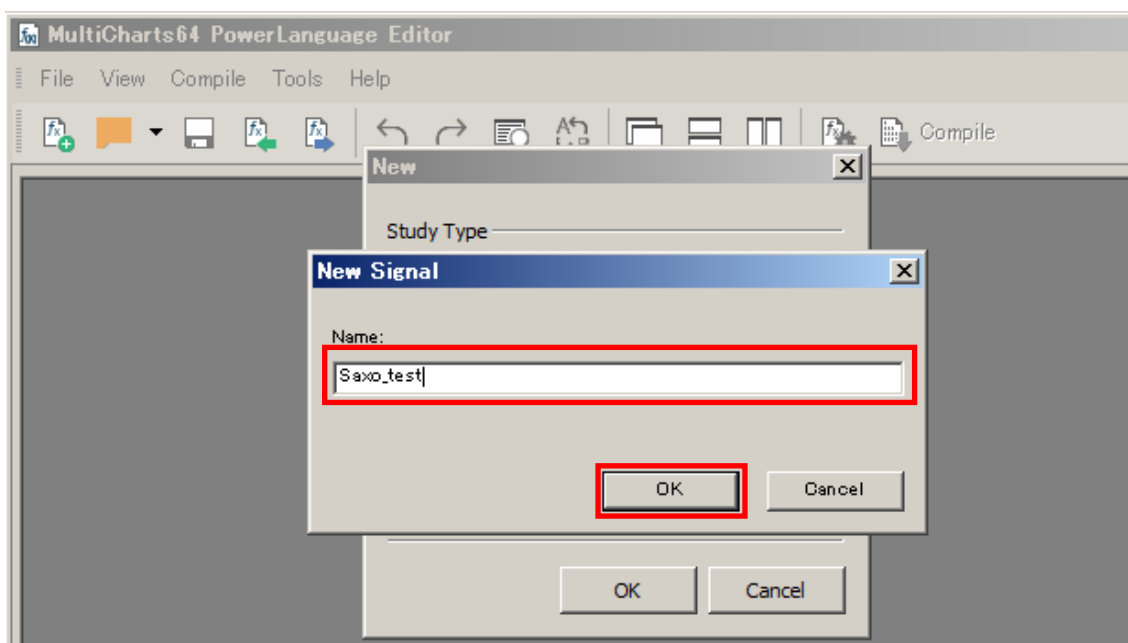 MultiCharts64 PowerLanguage Editor
File View Compile Tools Help
Compile
New
Study Type
New Signal
Name:
Saxo_test
OK Cancel
OK Cancel